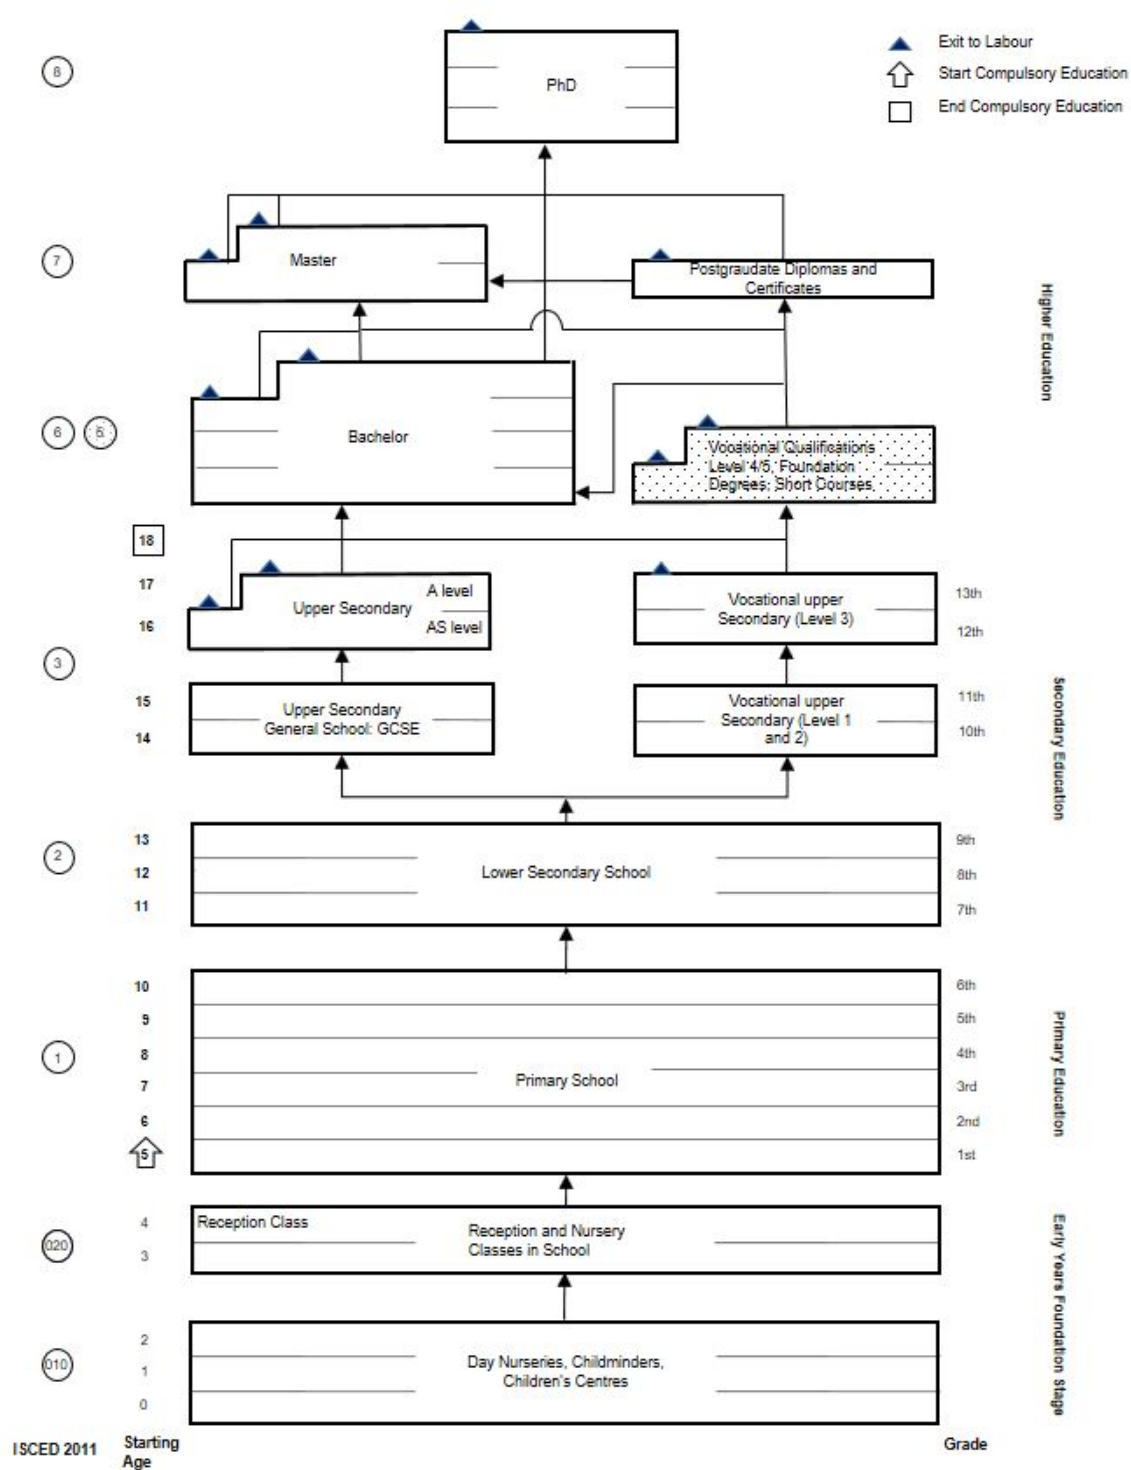 Exit to Labour
Start Compulsory Education
End Compulsory Education
8
PhD
7
Master
Postgraudate Diplomas and
Certificates
Higher Education
6
5
Bachelor
Vocational Qualifications
Level 4/5, Foundation
Degrees; Short Courses
18
17
16
Upper Secondary
A level
AS level
Vocational upper
Secondary (Level 3)
13th
12th
3
15
14
Upper Secondary
General School: GCSE
Vocational upper
Secondary (Level 1
and 2)
11th
10th
Secondary Education
2
13
12
11
Lower Secondary School
9th
8th
7th
1
10
9
8
7
6
5
Primary School
6th
5th
4th
3rd
2nd
1st
Primary Education
020
4
3
Reception Class
Reception and Nursery
Classes in School
Early Years Foundation Stage
010
2
1
0
Day Nurseries, Childminders,
Children's Centres
ISCED 2011
Starting
Age
Grade